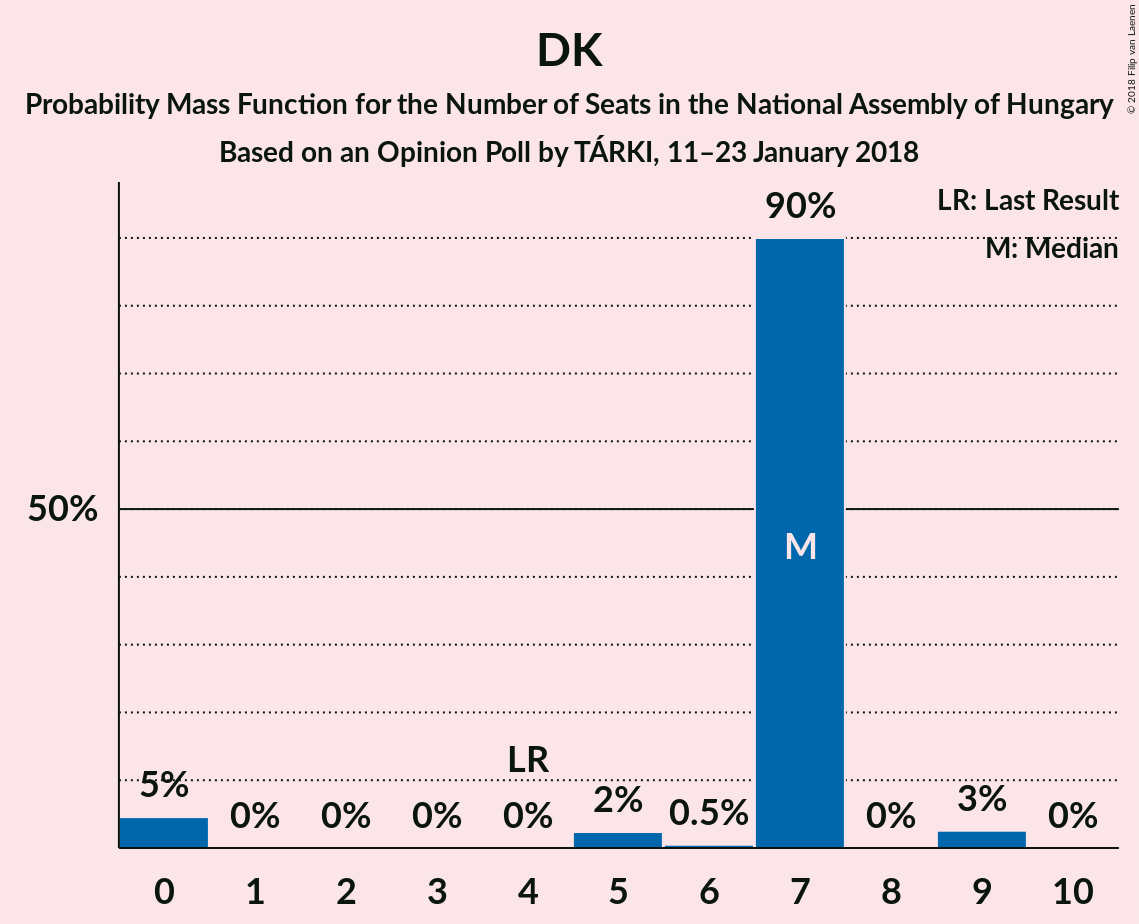 DK
Probability Mass Function for the Number of Seats in the National Assembly of Hungary
Based on an Opinion Poll by TÁRKI, 11–23 January 2018
© 2018 Filip van Laenen
LR: Last Result
M: Median
50%
5%
0%
0%
0%
LR
0%
2%
0.5%
90%
M
0%
3%
0%
0 1 2 3 4 5 6 7 8 9 10